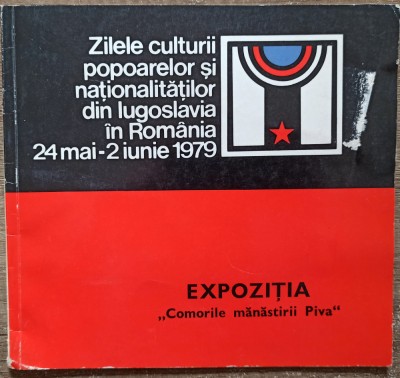 Zilele culturii
popoarelor și
naționalităților
din Iugoslavia
în România
24 mai-2 iunie 1979
EXPOZIȚIA
„Comorile mănăstirii Piva“